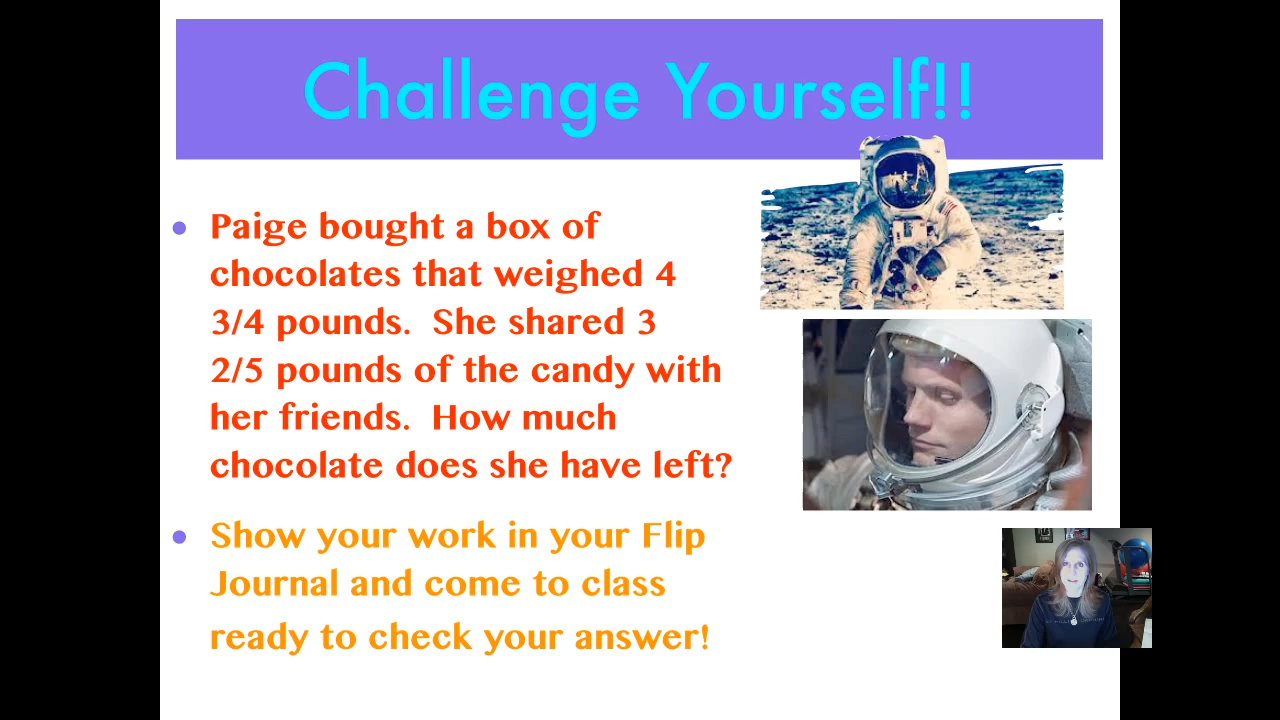 Challenge Yourself!!
• Paige bought a box of
chocolates that weighed 4
3/4 pounds.  She shared 3
2/5 pounds of the candy with
her friends.  How much
chocolate does she have left?
• Show your work in your Flip
Journal and come to class
ready to check your answer!